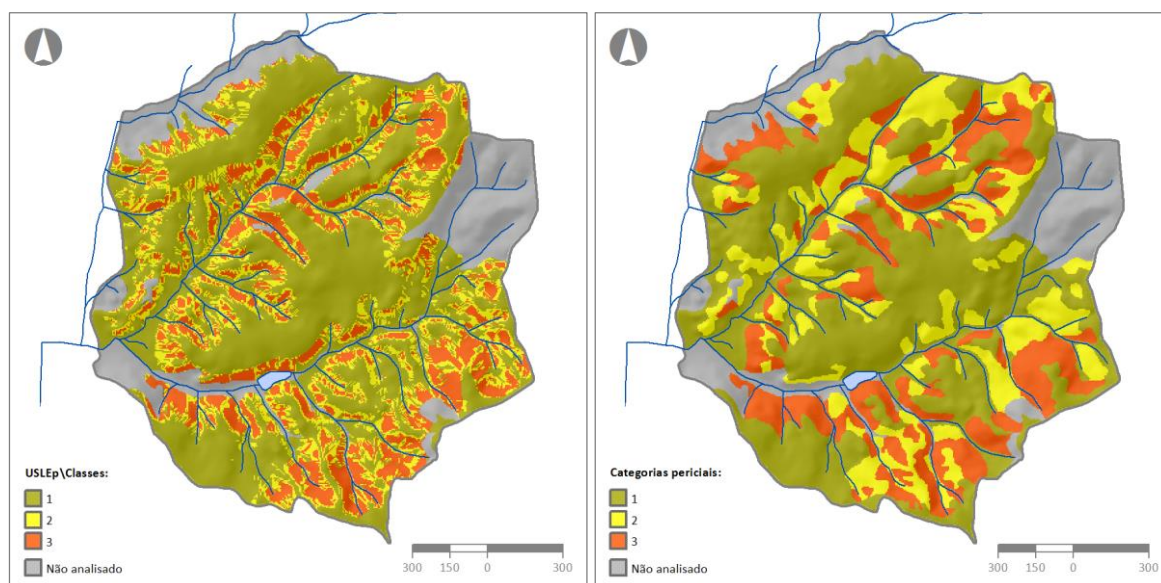 USLEp\Classes:
1
2
3
Não analisado
300 150 0 300
Categorias periciais:
1
2
3
Não analisado
300 150 0 300